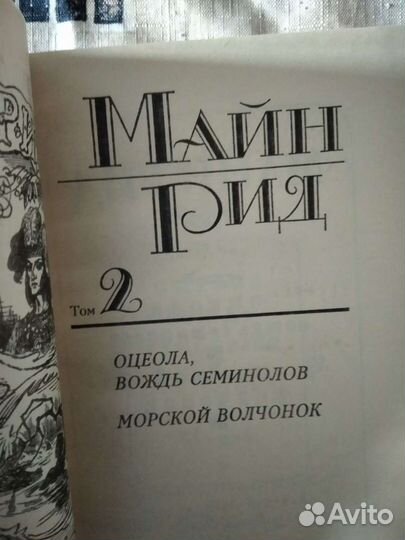 МАЙН
РИД
Том 2
ОЦЕОЛА,
ВОЖДЬ СЕМИНОЛОВ
МОРСКОЙ ВОЛЧОНОК
Avito